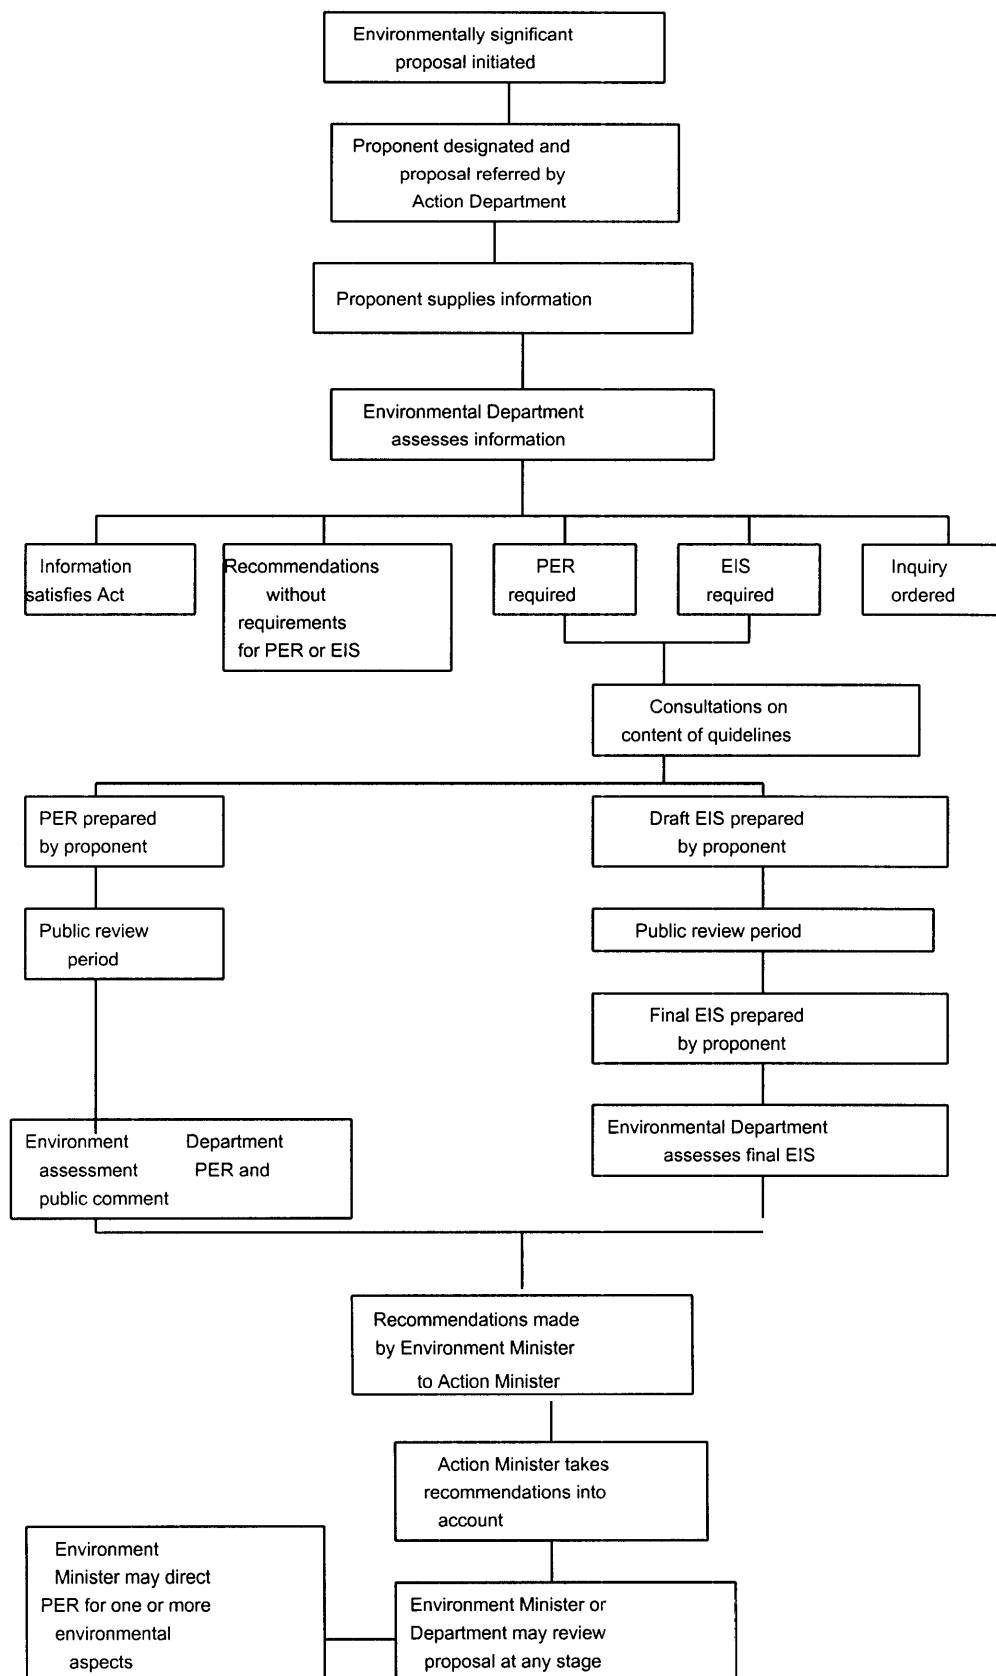 Environmentally significant
proposal initiated
Proponent designated and
proposal referred by
Action Department
Proponent supplies information
Environmental Department
assesses information
Information
satisfies Act
Recommendations
without
requirements
for PER or EIS
PER
required
EIS
required
Inquiry
ordered
Consultations on
content of quidelines
PER prepared
by proponent
Draft EIS prepared
by proponent
Public review
period
Public review period
Final EIS prepared
by proponent
Environment Department
assessment PER and
public comment
Environmental Department
assesses final EIS
Recommendations made
by Environment Minister
to Action Minister
Action Minister takes
recommendations into
account
Environment
Minister may direct
PER for one or more
environmental
aspects
Environment Minister or
Department may review
proposal at any stage